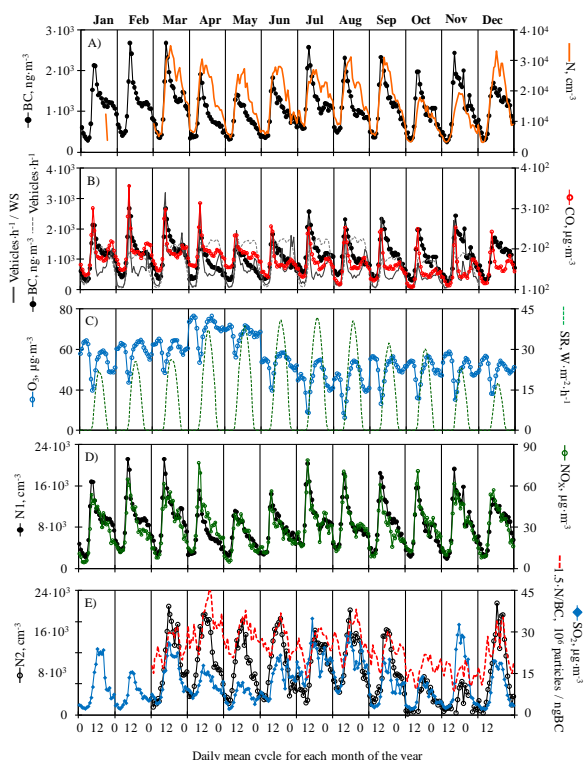 Jan Feb Mar Apr May Jun Jul Aug Sep Oct Nov Dec
A)
BC, ng·m⁻³
3·10³
2·10³
1·10³
0
N, cm⁻³
4·10⁴
3·10⁴
2·10⁴
1·10⁴
0
B)
Vehicles·h⁻¹ / WS
BC, ng·m⁻³ ---- Vehicles·h⁻¹
4·10³
3·10³
2·10³
1·10³
0
CO, µg·m⁻³
4·10²
3·10²
2·10²
1·10²
C)
O₃, µg·m⁻³
80
60
40
0
SR, W·m⁻²·h⁻¹
45
30
15
0
D)
N1, cm⁻³
24·10³
16·10³
8·10³
0
NOX, µg·m⁻³
90
60
30
0
E)
N2, cm⁻³
24·10³
16·10³
8·10³
0
SO₂, µg·m⁻³
45
30
15
0
0 12 0 12 0 12 0 12 0 12 0 12 0 12 0 12 0 12 0 12 0 12 0 12
Daily mean cycle for each month of the year